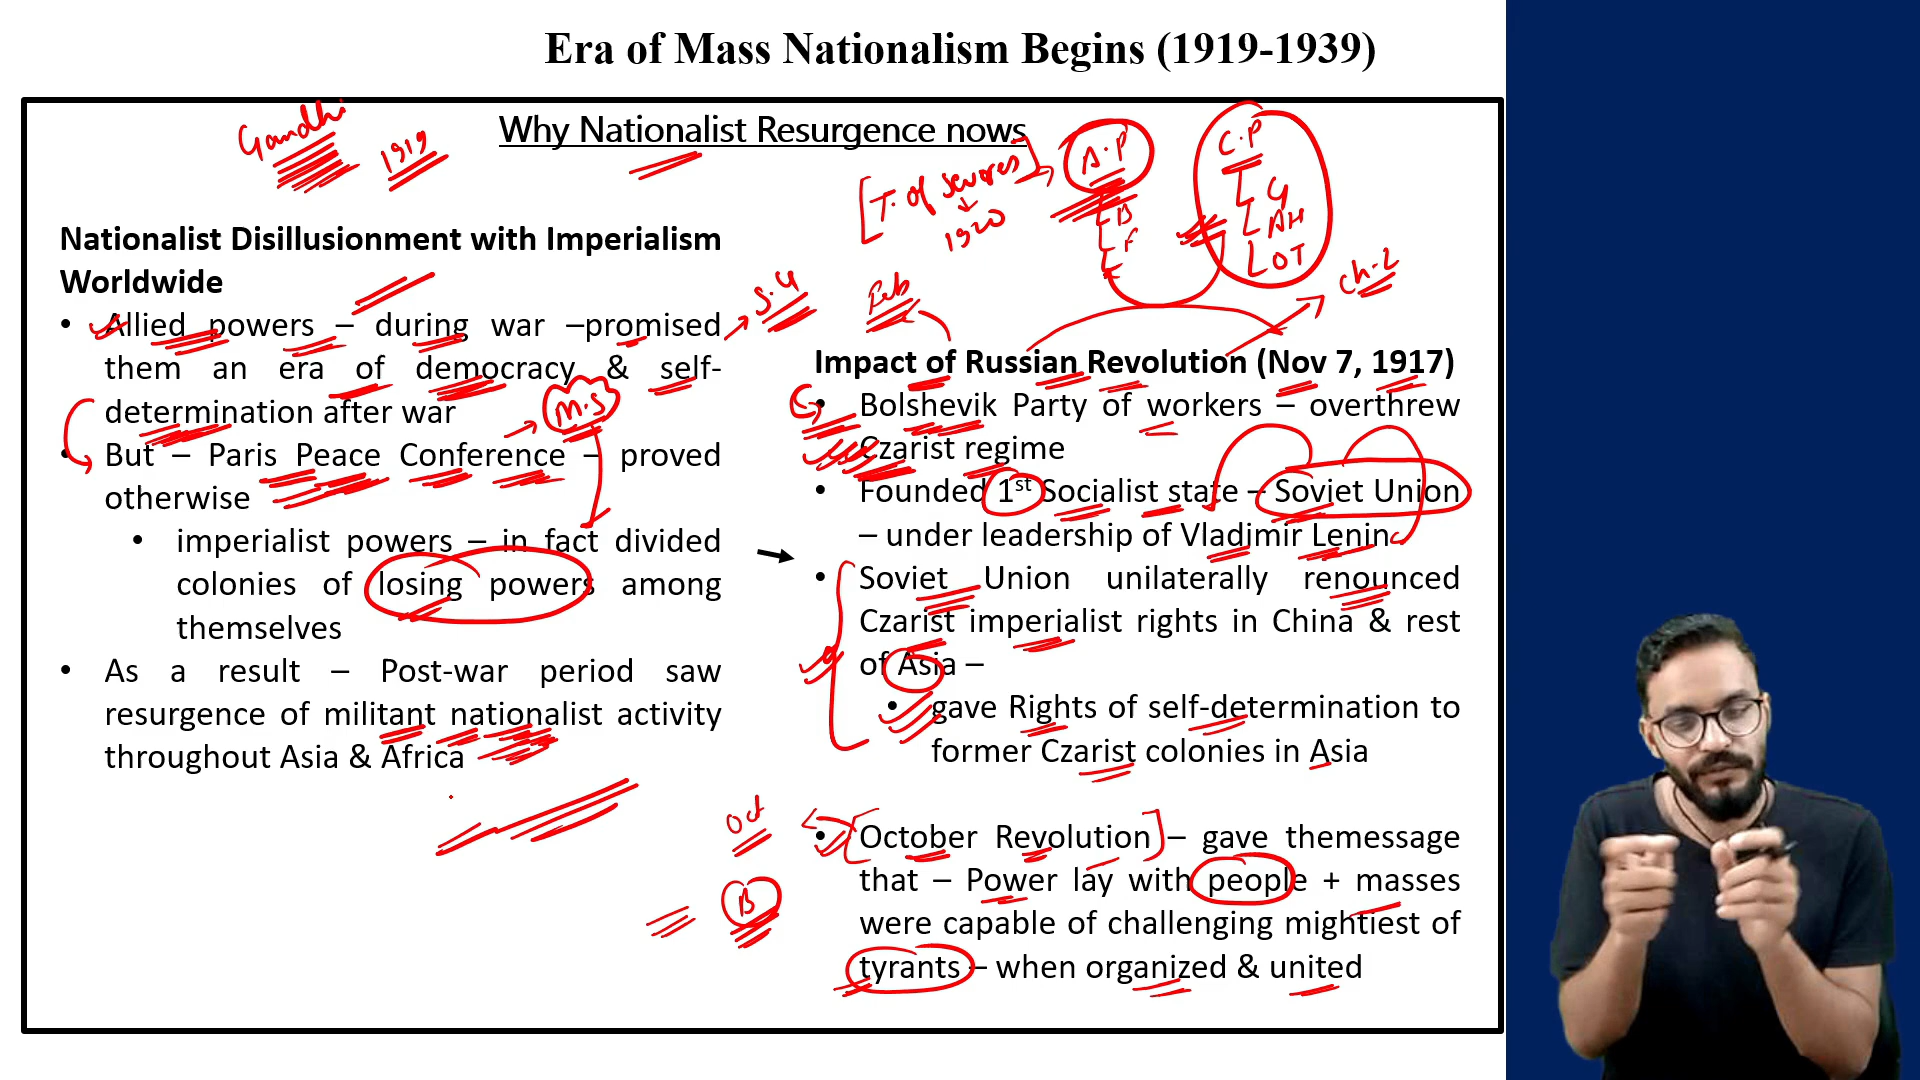 Era of Mass Nationalism Begins (1919-1939)
Why Nationalist Resurgence nows
Gandhi
1919
[T. of Sevres]
1920
A.P
B
F
C.P
G
AH
OT
Ch-2
Nationalist Disillusionment with Imperialism
Worldwide
• Allied powers – during war –promised
them an era of democracy & self-
determination after war
• But – Paris Peace Conference – proved
otherwise
• imperialist powers – in fact divided
colonies of losing powers among
themselves
• As a result – Post-war period saw
resurgence of militant nationalist activity
throughout Asia & Africa
S.G
M.S
Feb
Impact of Russian Revolution (Nov 7, 1917)
• Bolshevik Party of workers – overthrew
Czarist regime
• Founded 1st Socialist state – Soviet Union
– under leadership of Vladimir Lenin
• Soviet Union unilaterally renounced
Czarist imperialist rights in China & rest
of Asia –
• gave Rights of self-determination to
former Czarist colonies in Asia
Oct
B
• [October Revolution] – gave themessage
that – Power lay with people + masses
were capable of challenging mightiest of
tyrants – when organized & united